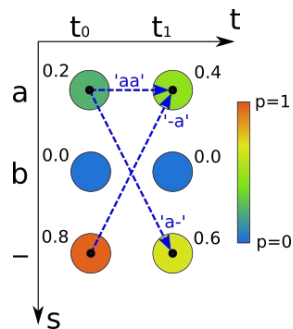 t₀ t₁ t
0.2 0.4
a 'aa'
'-a'
p=1
0.0 0.0
b
'a-'
p=0
0.8 0.6
–
s